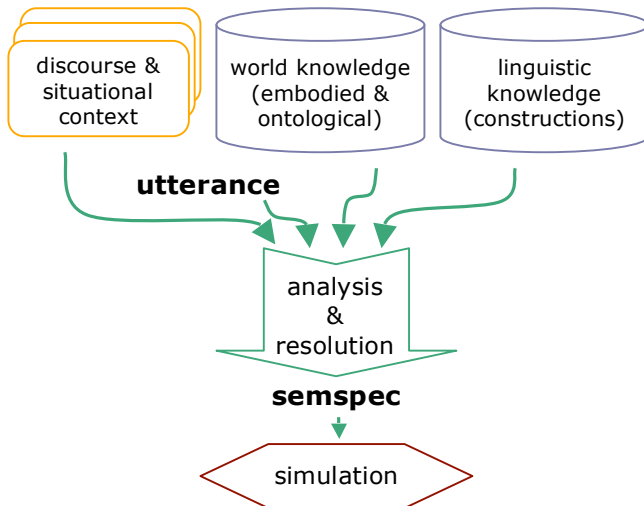 discourse &
situational
context
world knowledge
(embodied &
ontological)
linguistic
knowledge
(constructions)
utterance
analysis
&
resolution
semspec
simulation